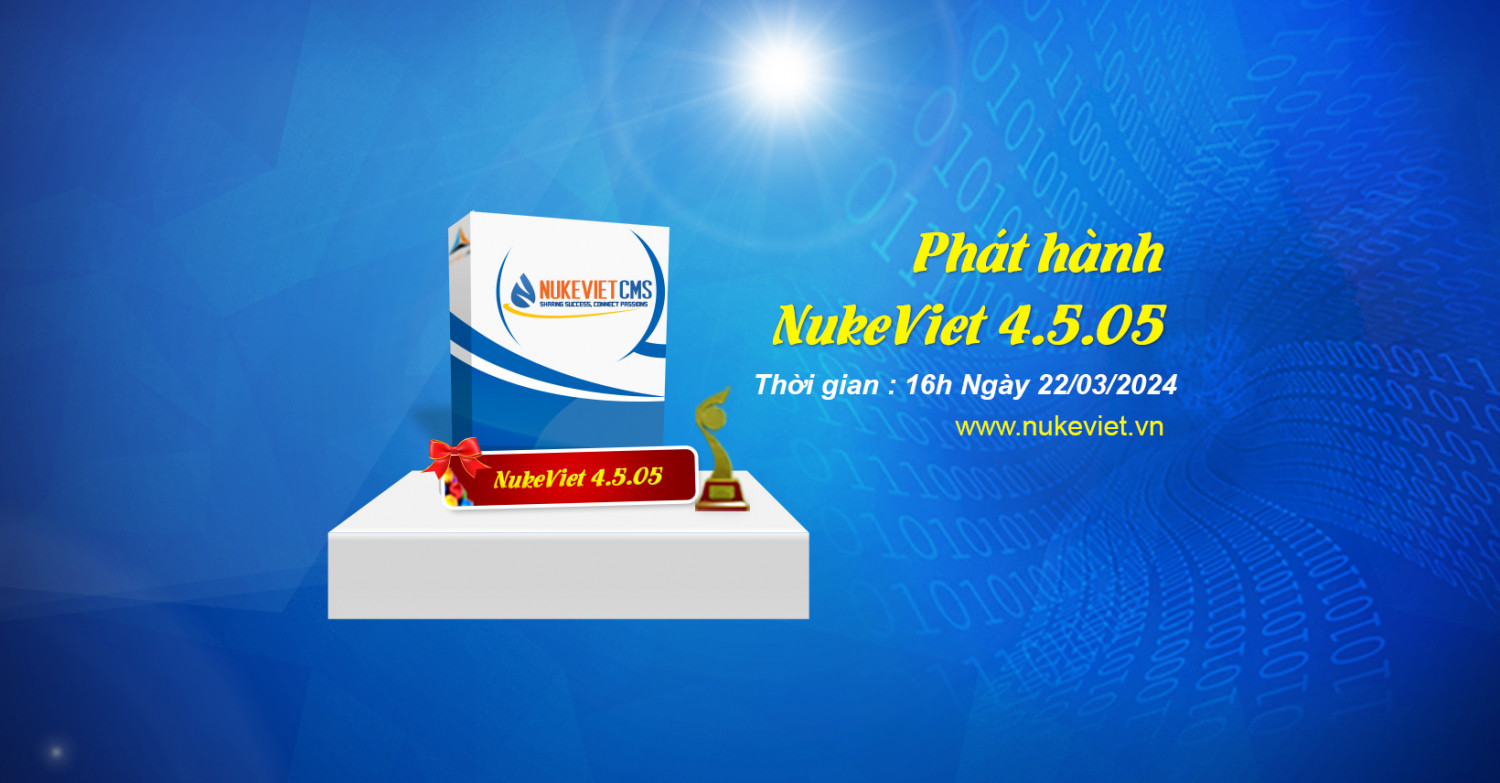 NUKEVIET CMS
SHARING SUCCESS, CONNECT PASSIONS
NukeViet 4.5.05
Phát hành
NukeViet 4.5.05
Thời gian : 16h Ngày 22/03/2024
www.nukeviet.vn